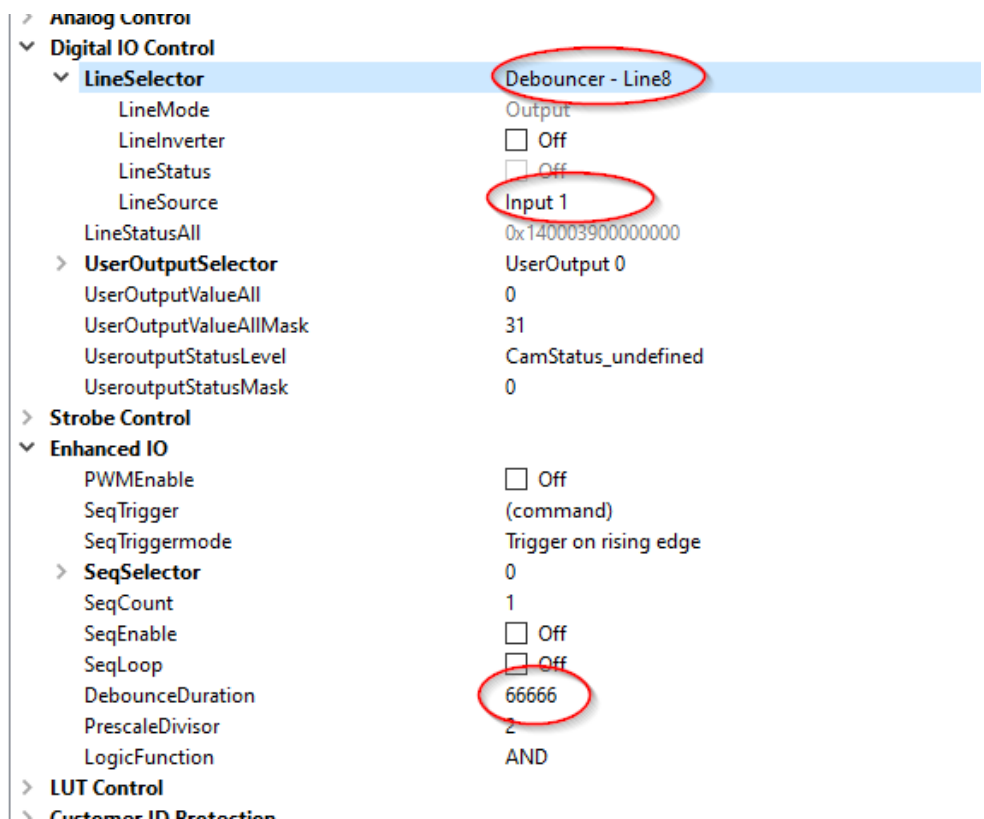 Analog Control
Digital IO Control
LineSelector Debouncer - Line8
LineMode Output
LineInverter Off
LineStatus Off
LineSource Input 1
LineStatusAll 0x140003900000000
UserOutputSelector UserOutput 0
UserOutputValueAll 0
UserOutputValueAllMask 31
UseroutputStatusLevel CamStatus_undefined
UseroutputStatusMask 0
Strobe Control
Enhanced IO
PWMEnable Off
SeqTrigger (command)
SeqTriggermode Trigger on rising edge
SeqSelector 0
SeqCount 1
SeqEnable Off
SeqLoop Off
DebounceDuration 66666
PrescaleDivisor 2
LogicFunction AND
LUT Control
Customer ID Protection